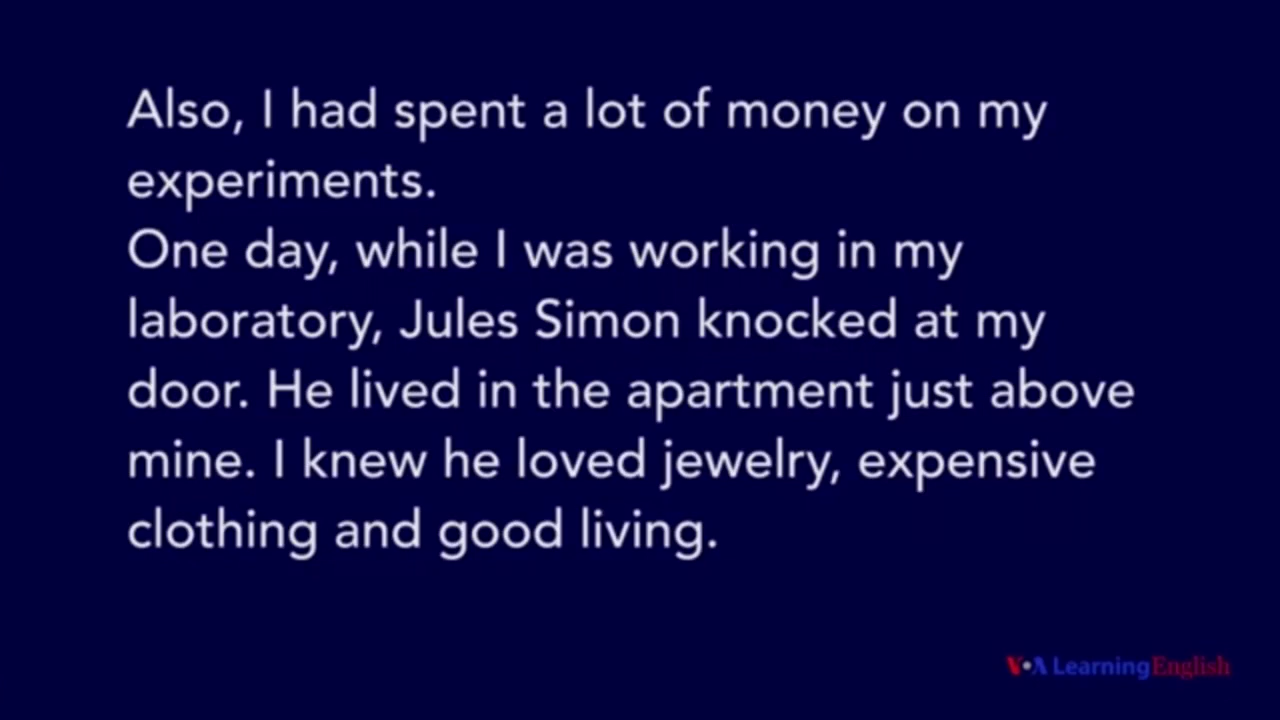 Also, I had spent a lot of money on my
experiments.
One day, while I was working in my
laboratory, Jules Simon knocked at my
door. He lived in the apartment just above
mine. I knew he loved jewelry, expensive
clothing and good living.
VOA Learning English